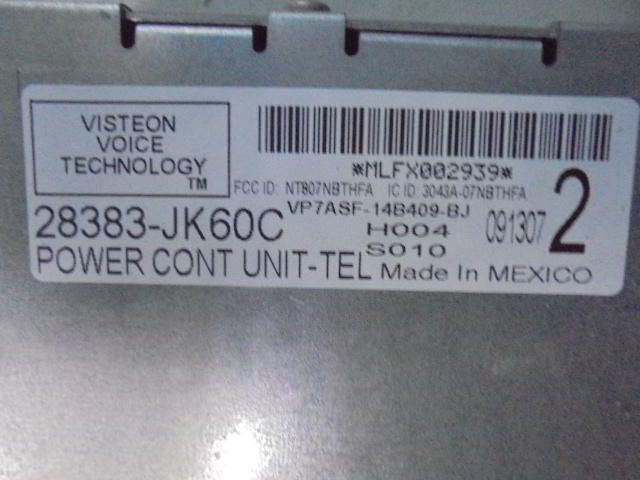 VISTEON
VOICE
TECHNOLOGY
TM
*MLFX002939*
FCC ID: NT807NBTHFA IC ID: 3043A-07NBTHFA
28383-JK60C VP7ASF-14B409-BJ
H004 091307 2
S010
POWER CONT UNIT-TEL Made In MEXICO